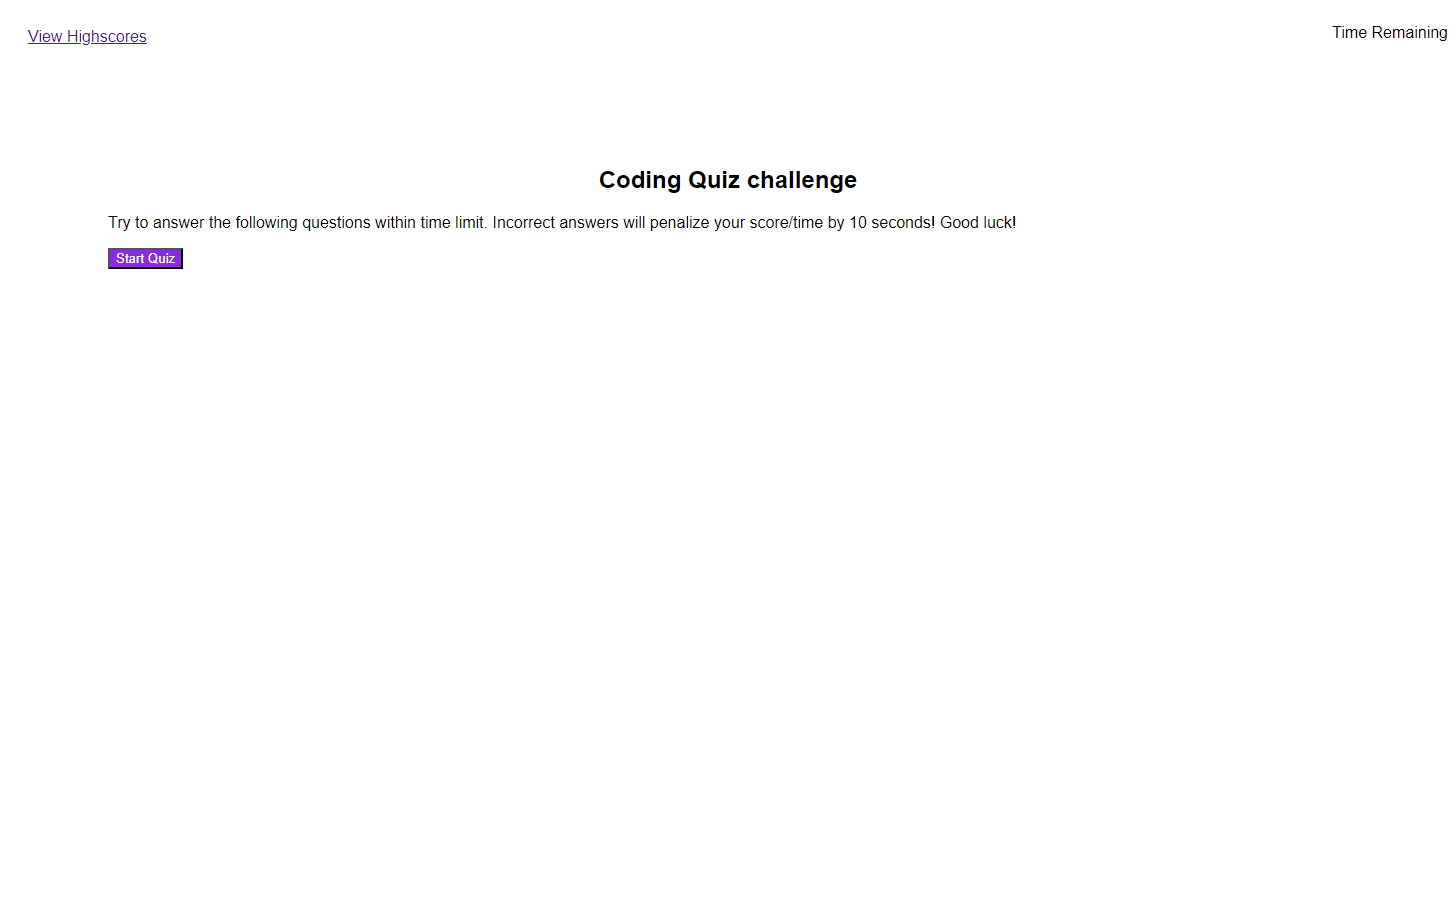 View Highscores
Time Remaining
Coding Quiz challenge
Try to answer the following questions within time limit. Incorrect answers will penalize your score/time by 10 seconds! Good luck!
Start Quiz